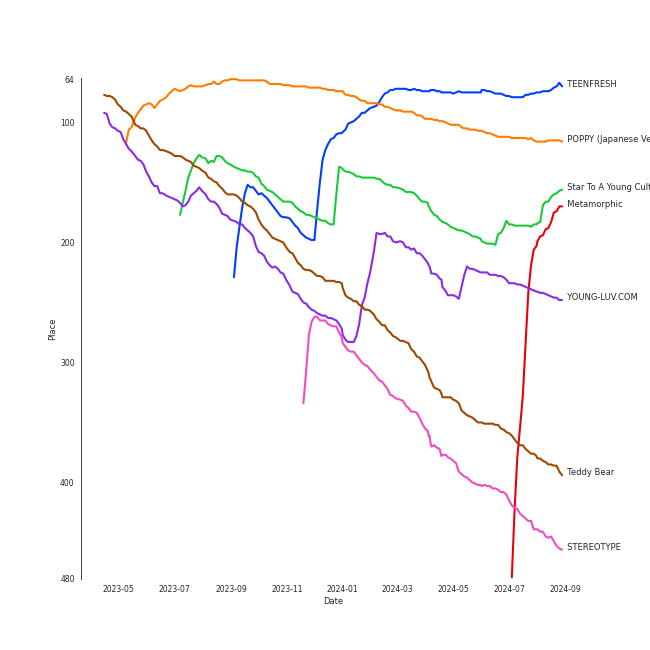 64
100
200
300
400
480
Place
2023-05
2023-07
2023-09
2023-11
2024-01
2024-03
2024-05
2024-07
2024-09
Date
TEENFRESH
POPPY (Japanese Ve
Star To A Young Cult
Metamorphic
YOUNG-LUV.COM
Teddy Bear
STEREOTYPE